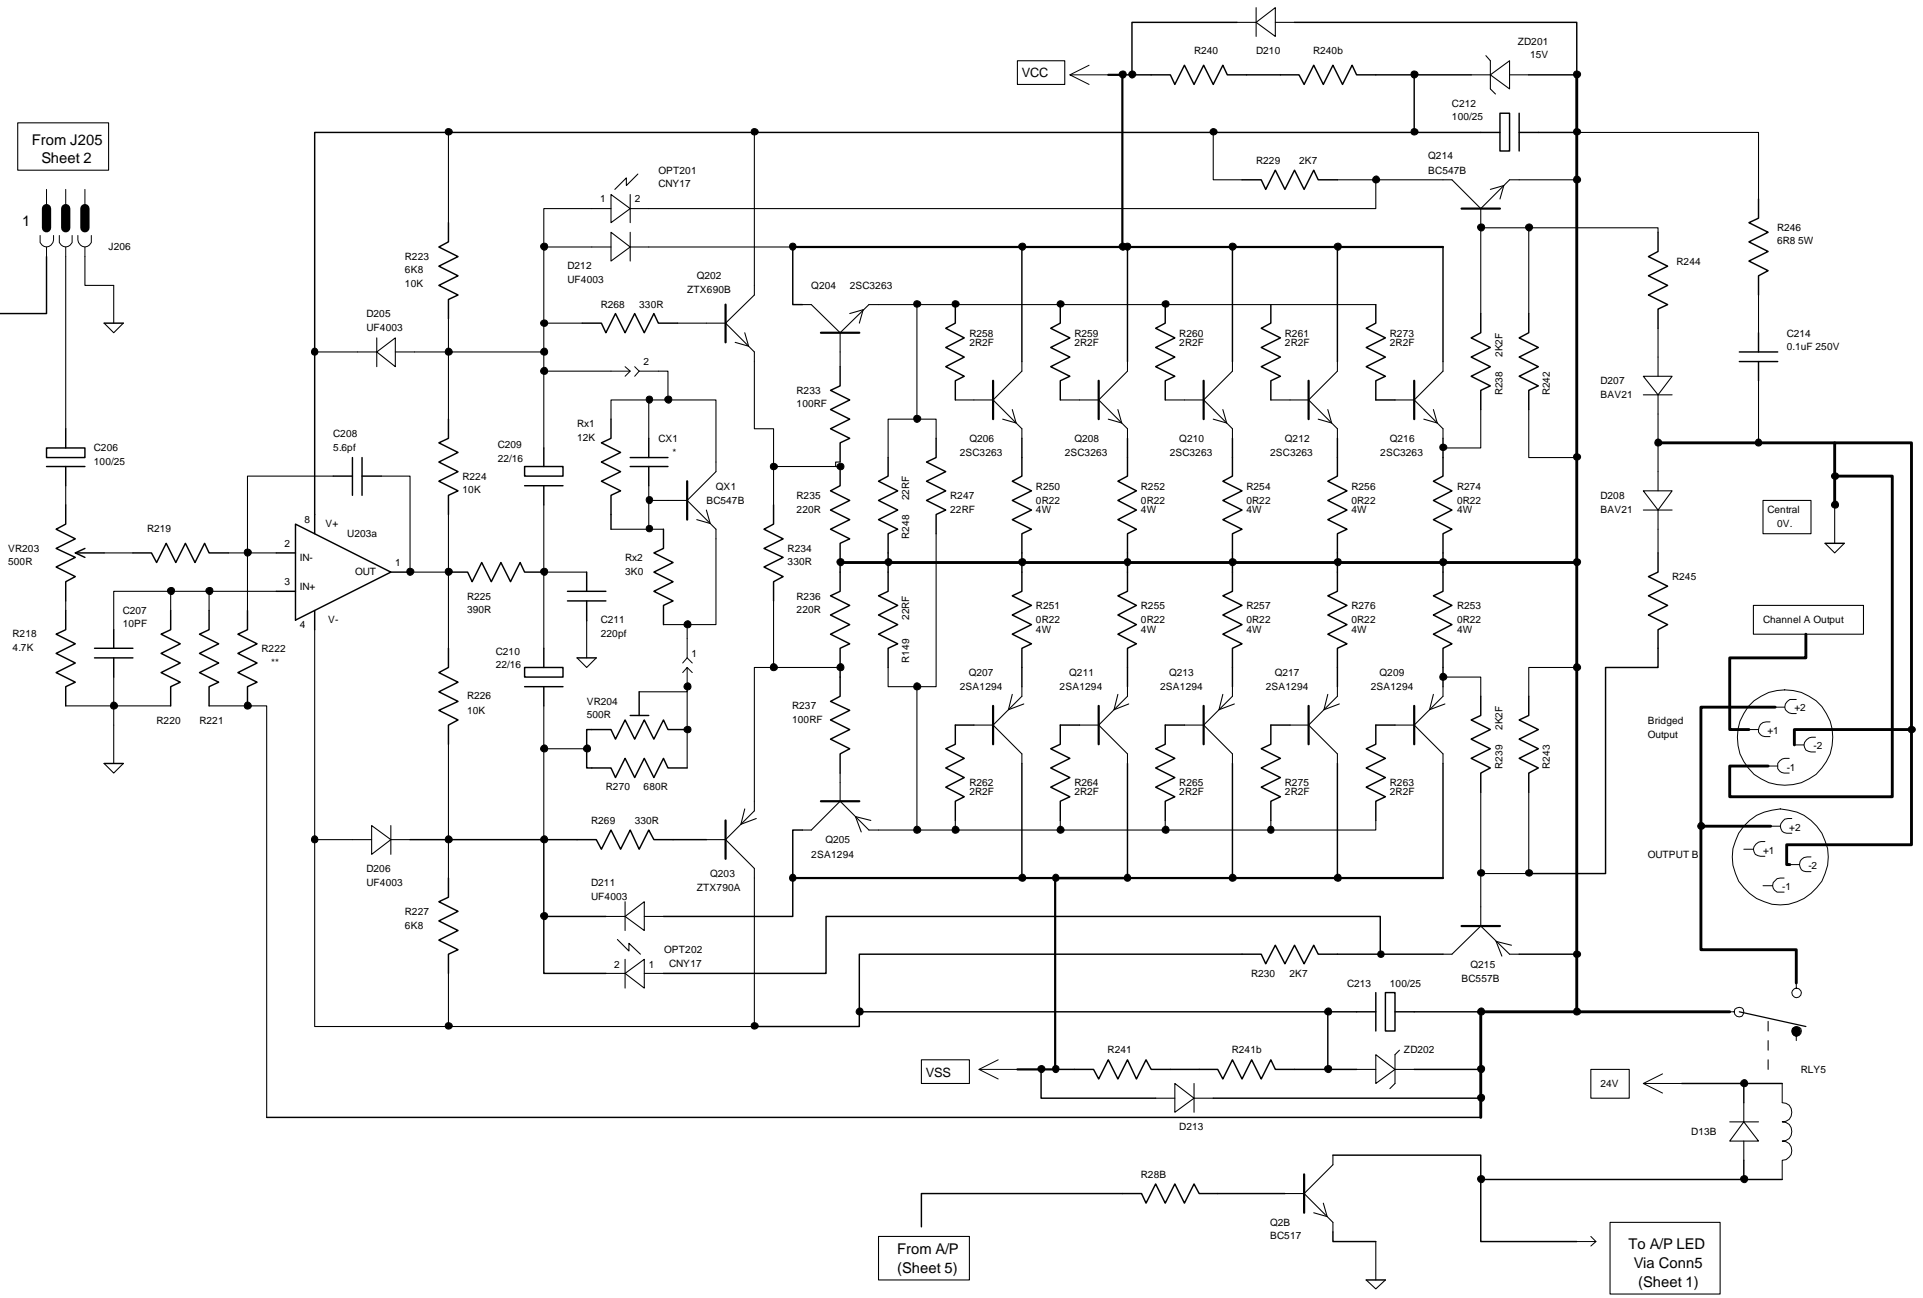 D210
R240
R240b
ZD201
15V
VCC
C212
100/25
From J205
Sheet 2
1
J206
OPT201
CNY17
1
2
R229 2K7
Q214
BC547B
R246
6R8 5W
R223
6K8
10K
D212
UF4003
Q202
ZTX690B
Q204 2SC3263
R244
D205
UF4003
R268 330R
R258
2R2F
R259
2R2F
R260
2R2F
R261
2R2F
R273
2R2F
R238 2K2F
R242
C214
0.1uF 250V
2
R233
100RF
D207
BAV21
C206
100/25
C208
5.6pf
C209
22/16
Rx1
12K
CX1
*
Q206
2SC3263
Q208
2SC3263
Q210
2SC3263
Q212
2SC3263
Q216
2SC3263
R224
10K
QX1
BC547B
R235
220R
R248 22RF
R247
22RF
R250
0R22
4W
R252
0R22
4W
R254
0R22
4W
R256
0R22
4W
R274
0R22
4W
D208
BAV21
Central
0V.
VR203
500R
R219
8
V+
U203a
2
IN-
3
IN+
OUT
1
4
V-
R234
330R
Rx2
3K0
R225
390R
C211
220pf
R236
220R
R149 22RF
R251
0R22
4W
R255
0R22
4W
R257
0R22
4W
R276
0R22
4W
R253
0R22
4W
R245
C207
10PF
R218
4.7K
R220
R221
R222
**
Channel A Output
C210
22/16
1
Q207
2SA1294
Q211
2SA1294
Q213
2SA1294
Q217
2SA1294
Q209
2SA1294
R226
10K
VR204
500R
R237
100RF
R239 2K2F
R243
Bridged
Output
+2
+1
-2
-1
R270 680R
R262
2R2F
R264
2R2F
R265
2R2F
R275
2R2F
R263
2R2F
R269 330R
Q205
2SA1294
OUTPUT B
+2
+1
-2
-1
D206
UF4003
D211
UF4003
Q203
ZTX790A
R227
6K8
OPT202
CNY17
2
1
R230 2K7
Q215
BC557B
C213 100/25
VSS
R241
R241b
ZD202
D213
24V
RLY5
D13B
R28B
Q2B
BC517
From A/P
(Sheet 5)
To A/P LED
Via Conn5
(Sheet 1)